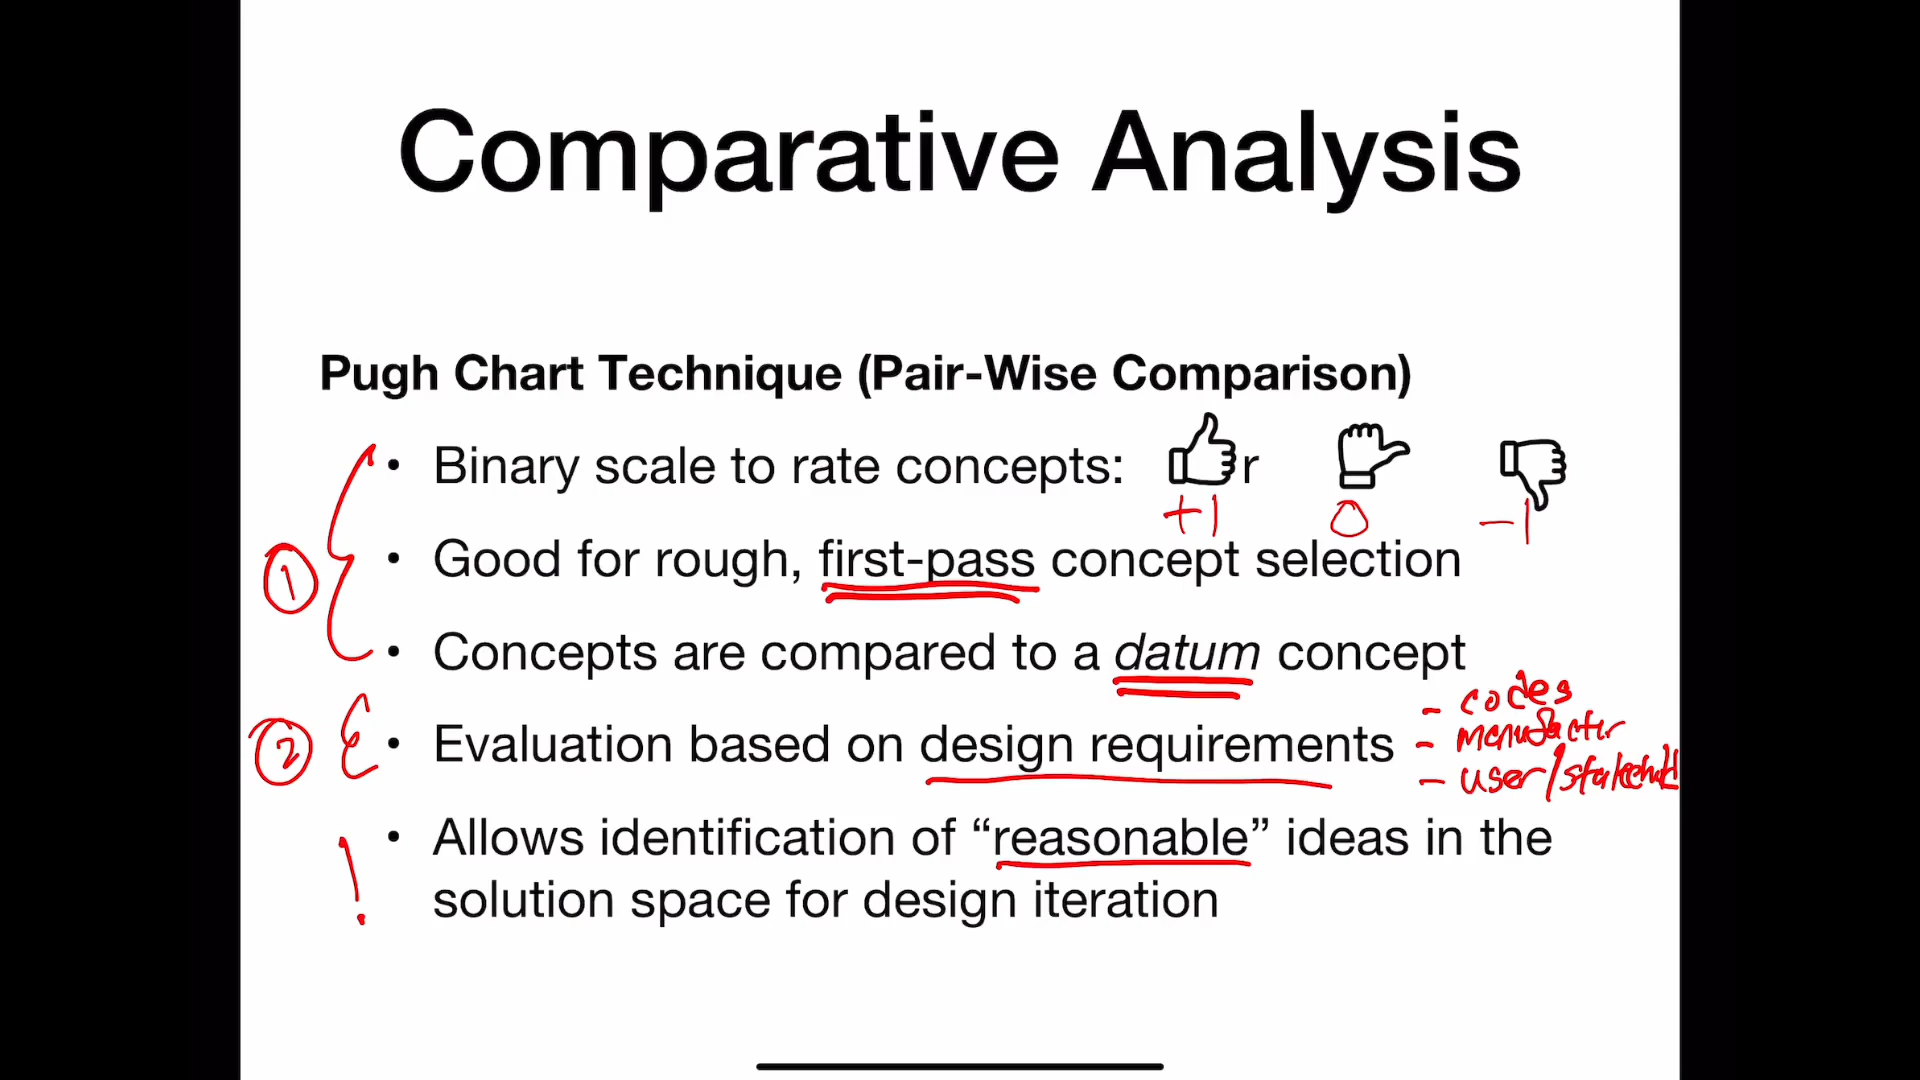 Comparative Analysis
Pugh Chart Technique (Pair-Wise Comparison)
• Binary scale to rate concepts: r
+1 0 -1
① • Good for rough, first-pass concept selection
• Concepts are compared to a datum concept
- codes
② • Evaluation based on design requirements
-
- user/stakehold
! • Allows identification of “reasonable” ideas in the
solution space for design iteration